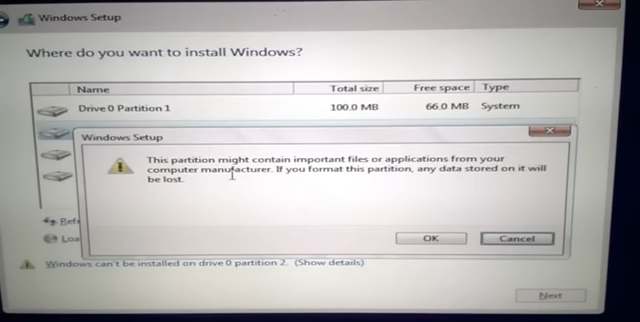 Windows Setup
Where do you want to install Windows?
Name Total size Free space Type
Drive 0 Partition 1 100.0 MB 66.0 MB System
Windows Setup
This partition might contain important files or applications from your
computer manufacturer. If you format this partition, any data stored on it will
be lost.
Refr
Loa
OK Cancel
Windows can't be installed on drive 0 partition 2. (Show details)
Next